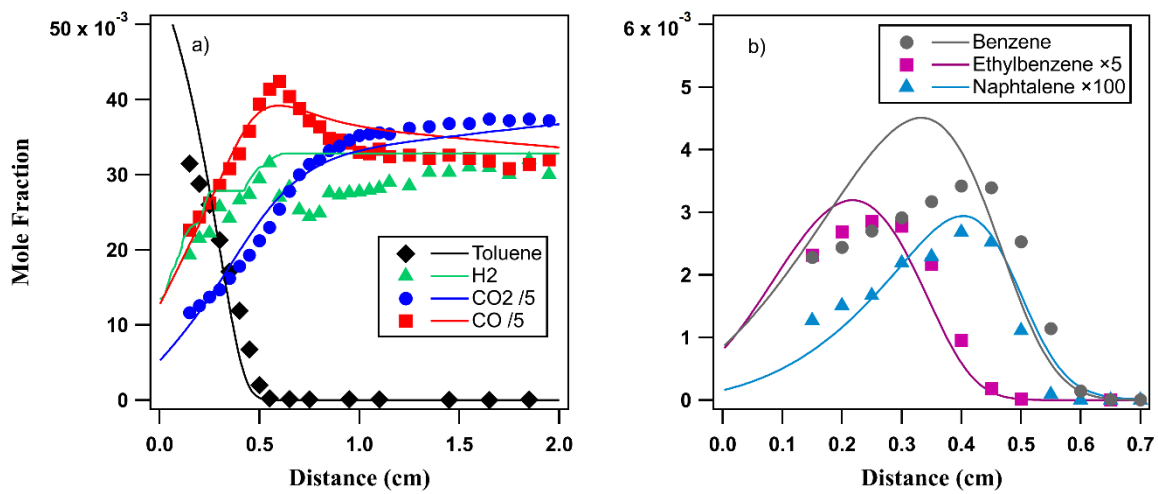 50 x 10⁻³
40
30
20
10
0
Mole Fraction
a)
Toluene
H2
CO2 /5
CO /5
0.0
0.5
1.0
1.5
2.0
Distance (cm)
6 x 10⁻³
5
4
3
2
1
0
b)
Benzene
Ethylbenzene ×5
Naphtalene ×100
0.0
0.1
0.2
0.3
0.4
0.5
0.6
0.7
Distance (cm)